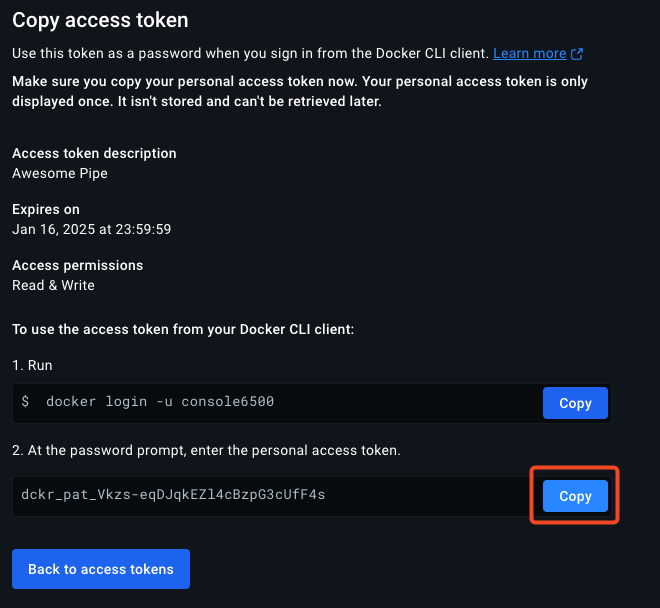 Copy access token
Use this token as a password when you sign in from the Docker CLI client. Learn more
Make sure you copy your personal access token now. Your personal access token is only
displayed once. It isn't stored and can't be retrieved later.
Access token description
Awesome Pipe
Expires on
Jan 16, 2025 at 23:59:59
Access permissions
Read & Write
To use the access token from your Docker CLI client:
1. Run
$ docker login -u console6500
Copy
2. At the password prompt, enter the personal access token.
dckr_pat_Vkzs-eqDJqkEZl4cBzpG3cUfF4s
Copy
Back to access tokens